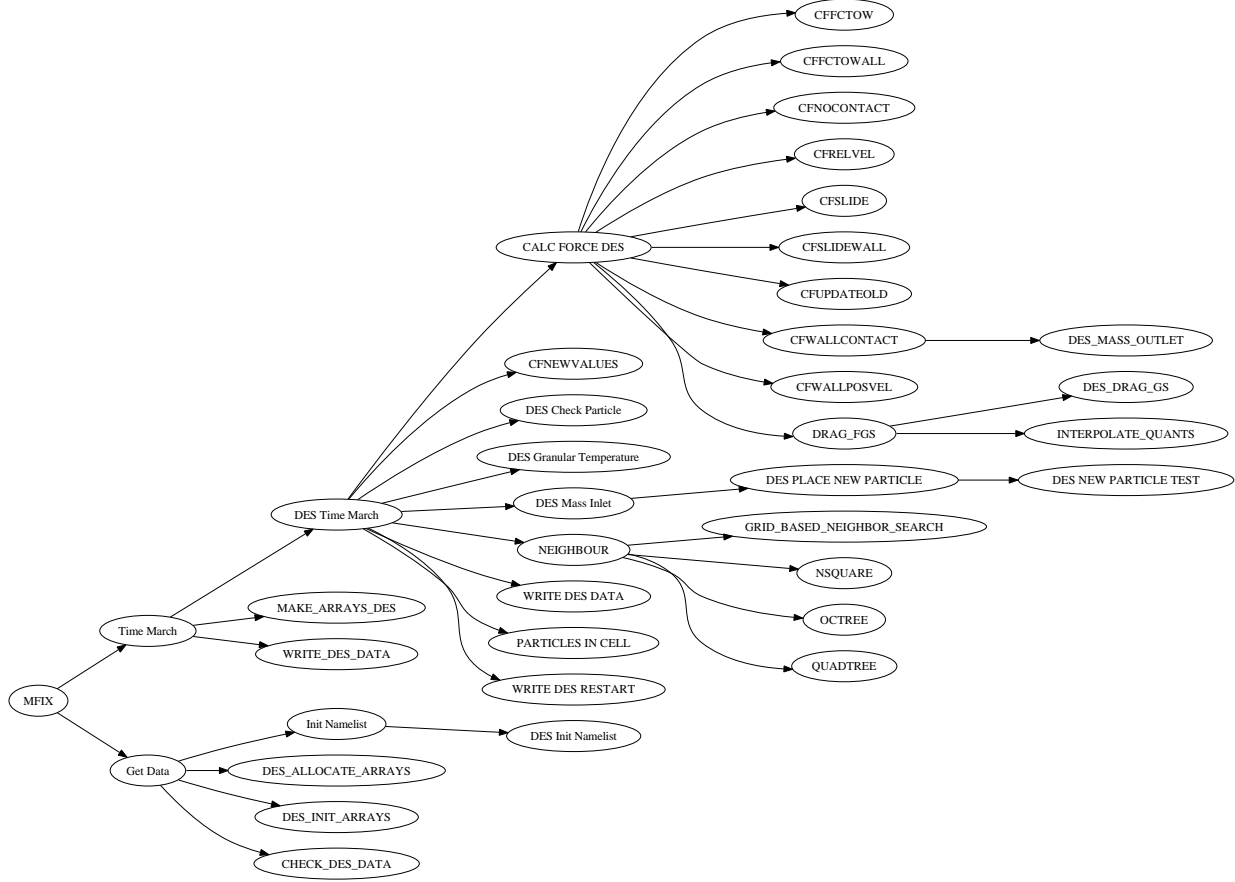 CFFCTOW
CFFCTOWALL
CFNOCONTACT
CFRELVEL
CFSLIDE
CALC FORCE DES
CFSLIDEWALL
CFUPDATEOLD
CFWALLCONTACT
DES_MASS_OUTLET
CFNEWVALUES
CFWALLPOSVEL
DES_DRAG_GS
DES Check Particle
DRAG_FGS
INTERPOLATE_QUANTS
DES Granular Temperature
DES PLACE NEW PARTICLE
DES NEW PARTICLE TEST
DES Time March
DES Mass Inlet
GRID_BASED_NEIGHBOR_SEARCH
NEIGHBOUR
NSQUARE
WRITE DES DATA
MAKE_ARRAYS_DES
OCTREE
Time March
PARTICLES IN CELL
WRITE_DES_DATA
QUADTREE
WRITE DES RESTART
MFIX
Init Namelist
DES Init Namelist
Get Data
DES_ALLOCATE_ARRAYS
DES_INIT_ARRAYS
CHECK_DES_DATA